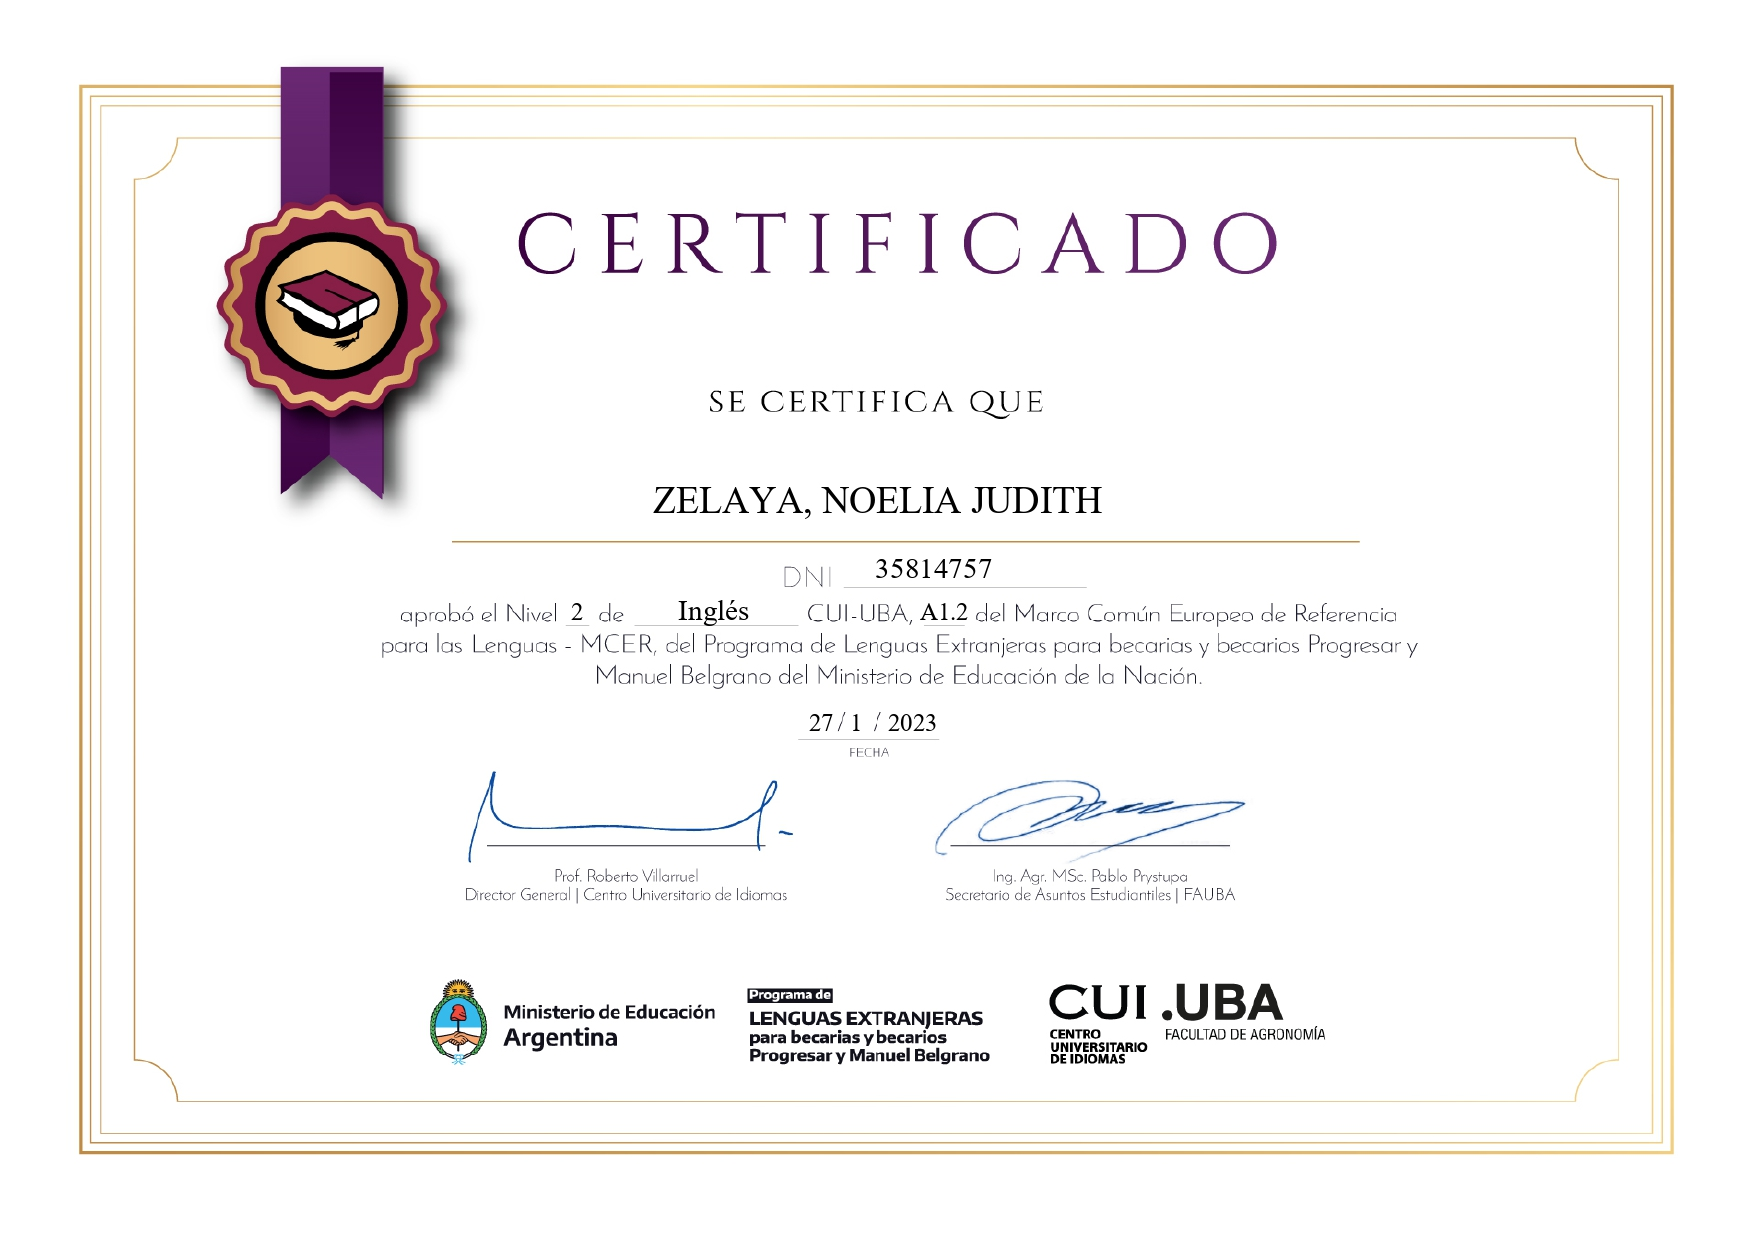 CERTIFICADO
SE CERTIFICA QUE
ZELAYA, NOELIA JUDITH
DNI 35814757
aprobó el Nivel 2 de Inglés CUI-UBA, A1.2 del Marco Común Europeo de Referencia
para las Lenguas - MCER, del Programa de Lenguas Extranjeras para becarias y becarios Progresar y
Manuel Belgrano del Ministerio de Educación de la Nación.
27/ 1 / 2023
FECHA
Prof. Roberto Villarruel
Director General | Centro Universitario de Idiomas
Ing. Agr. MSc. Pablo Prystupa
Secretario de Asuntos Estudiantiles | FAUBA
Ministerio de Educación
Argentina
Programa de
LENGUAS EXTRANJERAS
para becarias y becarios
Progresar y Manuel Belgrano
CUI .UBA
CENTRO
UNIVERSITARIO
DE IDIOMAS
FACULTAD DE AGRONOMÍA